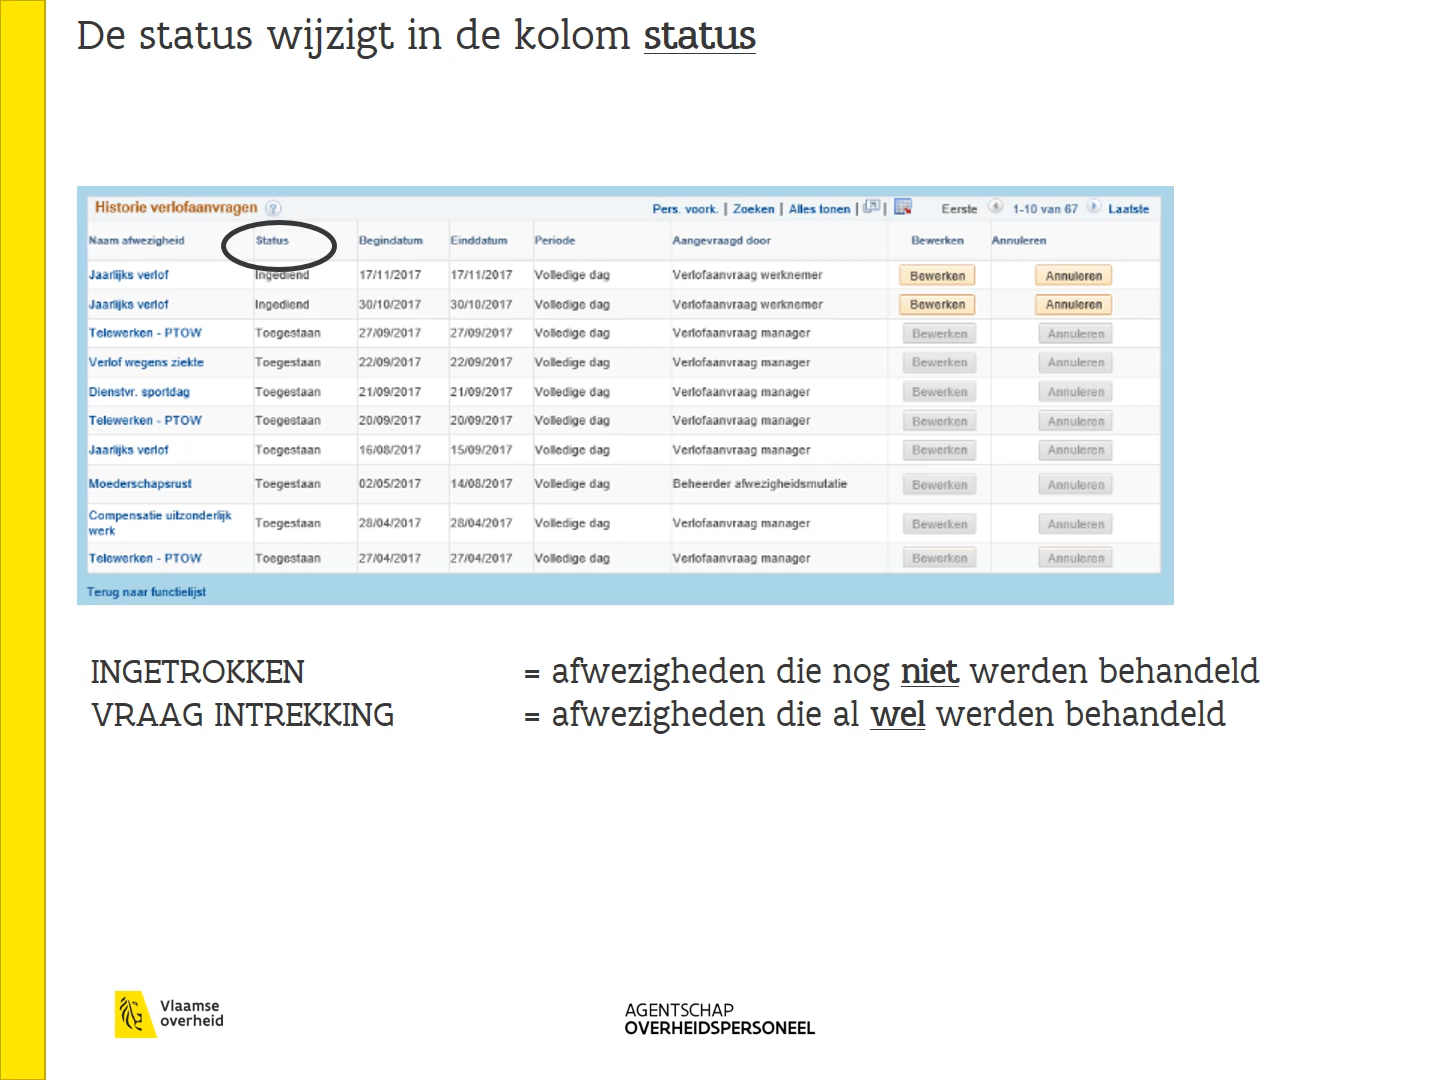 De status wijzigt in de kolom status
Historie verlofaanvragen ? Pers. voork. | Zoeken | Alles tonen | | Eerste 1-10 van 67 Laatste
Naam afwezigheid Status Begindatum Einddatum Periode Aangevraagd door Bewerken Annuleren
Jaarlijks verlof Ingediend 17/11/2017 17/11/2017 Volledige dag Verlofaanvraag werknemer Bewerken Annuleren
Jaarlijks verlof Ingediend 30/10/2017 30/10/2017 Volledige dag Verlofaanvraag werknemer Bewerken Annuleren
Telewerken - PTOW Toegestaan 27/09/2017 27/09/2017 Volledige dag Verlofaanvraag manager Bewerken Annuleren
Verlof wegens ziekte Toegestaan 22/09/2017 22/09/2017 Volledige dag Verlofaanvraag manager Bewerken Annuleren
Dienstvr. sportdag Toegestaan 21/09/2017 21/09/2017 Volledige dag Verlofaanvraag manager Bewerken Annuleren
Telewerken - PTOW Toegestaan 20/09/2017 20/09/2017 Volledige dag Verlofaanvraag manager Bewerken Annuleren
Jaarlijks verlof Toegestaan 16/08/2017 15/09/2017 Volledige dag Verlofaanvraag manager Bewerken Annuleren
Moederschapsrust Toegestaan 02/05/2017 14/08/2017 Volledige dag Beheerder afwezigheidsmutatie Bewerken Annuleren
Compensatie uitzonderlijk
werk Toegestaan 28/04/2017 28/04/2017 Volledige dag Verlofaanvraag manager Bewerken Annuleren
Telewerken - PTOW Toegestaan 27/04/2017 27/04/2017 Volledige dag Verlofaanvraag manager Bewerken Annuleren
Terug naar functielijst
INGETROKKEN = afwezigheden die nog niet werden behandeld
VRAAG INTREKKING = afwezigheden die al wel werden behandeld
Vlaamse
overheid
AGENTSCHAP
OVERHEIDSPERSONEEL